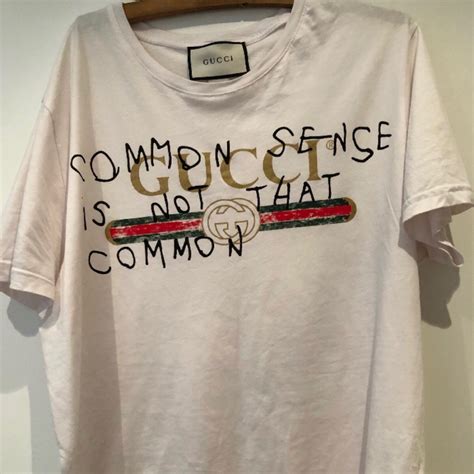 GUCCI
COMMON SENSE
GUCCI®
iS NOT THAT
COMMON